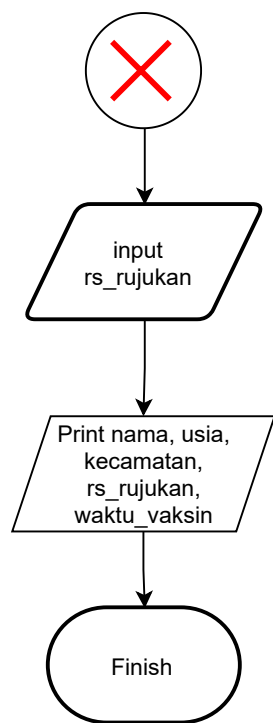 input
rs_rujukan
Print nama, usia,
kecamatan,
rs_rujukan,
waktu_vaksin
Finish